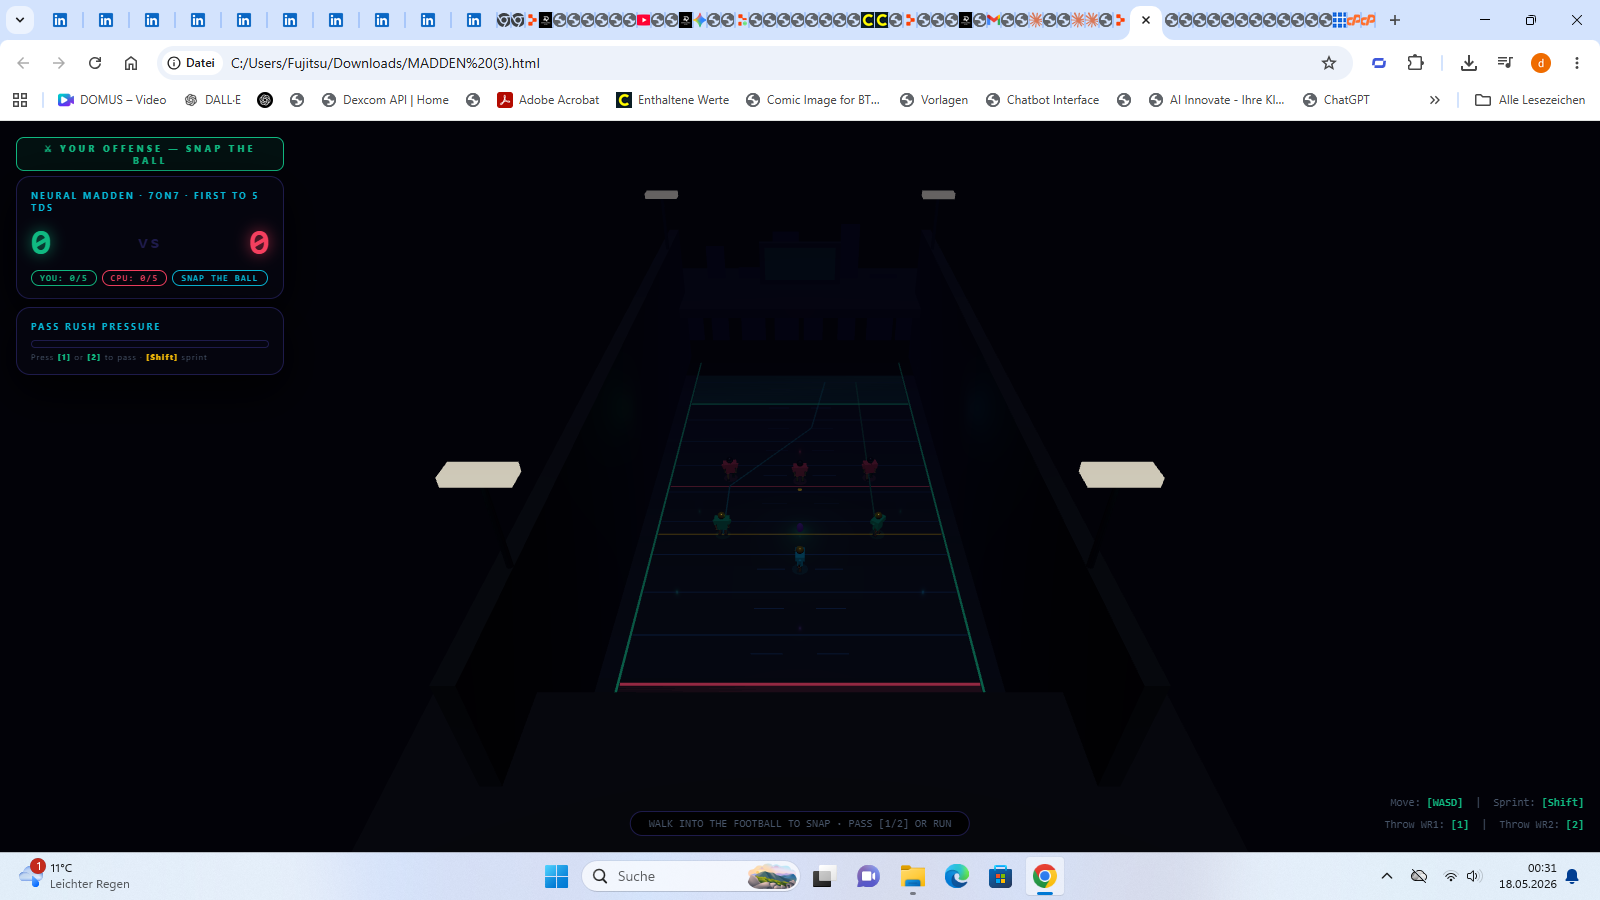 Datei
C:/Users/Fujitsu/Downloads/MADDEN%20(3).html
d
DOMUS – Video
DALL·E
Dexcom API | Home
Adobe Acrobat
Enthaltene Werte
Comic Image for BT...
Vorlagen
Chatbot Interface
AI Innovate - Ihre KI...
ChatGPT
Alle Lesezeichen
YOUR OFFENSE — SNAP THE
BALL
NEURAL MADDEN · 7ON7 · FIRST TO 5
TDS
0 VS 0
YOU: 0/5 CPU: 0/5 SNAP THE BALL
PASS RUSH PRESSURE
Press [1] or [2] to pass · [Shift] sprint
Move: [WASD] | Sprint: [Shift]
Throw WR1: [1] | Throw WR2: [2]
WALK INTO THE FOOTBALL TO SNAP · PASS [1/2] OR RUN
1
11°C
Leichter Regen
Suche
00:31
18.05.2026